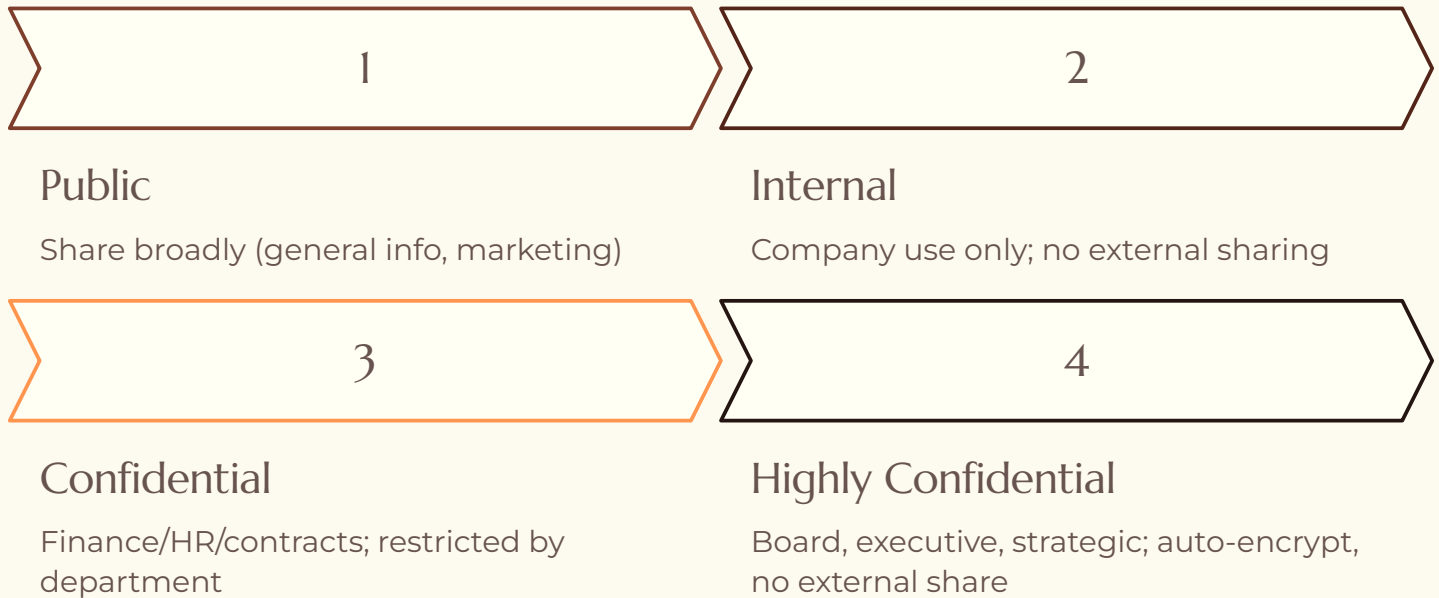 1
2
Public
Share broadly (general info, marketing)
Internal
Company use only; no external sharing
3
4
Confidential
Finance/HR/contracts; restricted by
department
Highly Confidential
Board, executive, strategic; auto-encrypt,
no external share